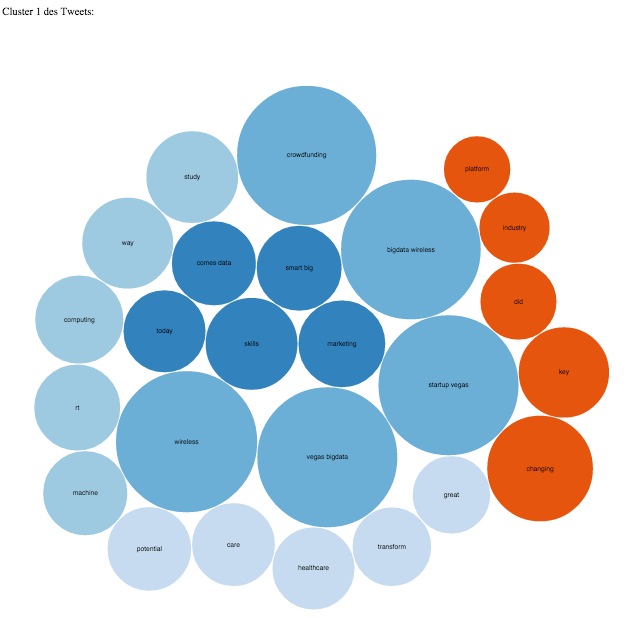 Cluster 1 des Tweets:
crowdfunding
platform
study
industry
way
bigdata wireless
comes data
smart big
did
computing
today
skills
marketing
key
startup vegas
rt
wireless
vegas bigdata
changing
machine
great
potential
care
transform
healthcare